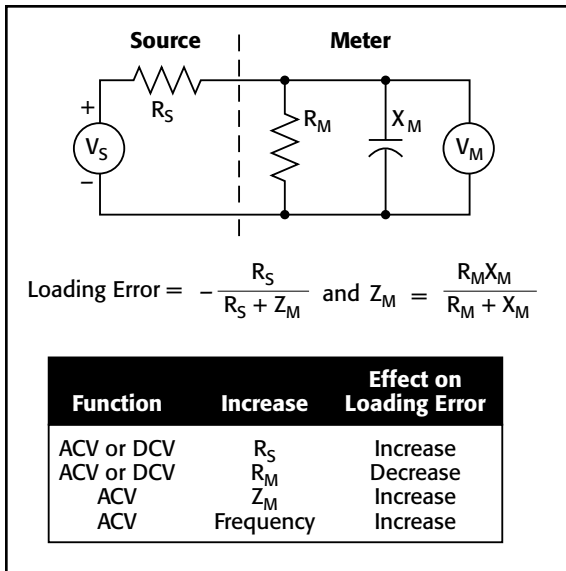 Source Meter
+
R_S
V_S
−
R_M
X_M
V_M
Loading Error = − R_S / (R_S + Z_M) and Z_M = R_M X_M / (R_M + X_M)
Function Increase Effect on Loading Error
ACV or DCV R_S Increase
ACV or DCV R_M Decrease
ACV Z_M Increase
ACV Frequency Increase